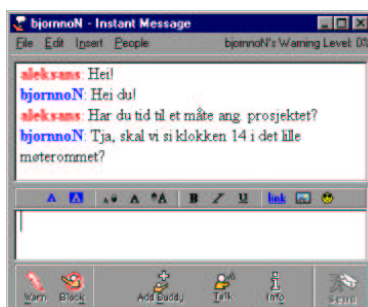 bjornnoN - Instant Message
File Edit Insert People bjornnoN's Warning Level: 0%
aleksans: Hei!
bjornnoN: Hei du!
aleksans: Har du tid til et måte ang. prosjektet?
bjornnoN: Tja, skal vi si klokken 14 i det lille
møterommet?
A A A A A B I U link
Warn Block Add Buddy Talk Info Send